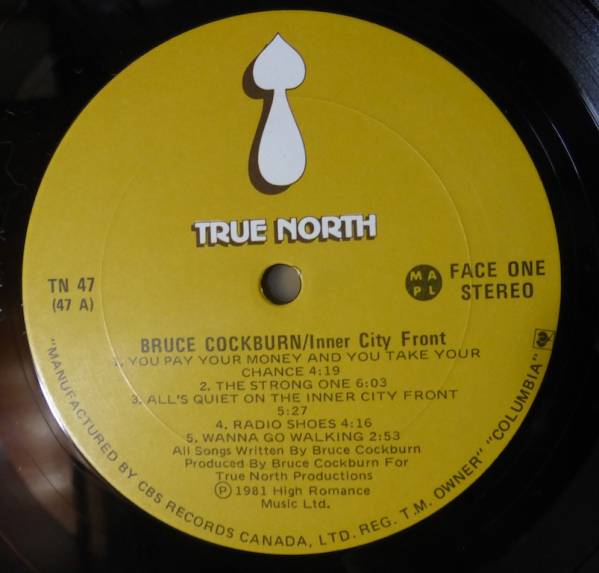 TRUE NORTH
TN 47
(47 A)
M A
P L
FACE ONE
STEREO
BRUCE COCKBURN/Inner City Front
1. YOU PAY YOUR MONEY AND YOU TAKE YOUR
CHANCE 4:19
2. THE STRONG ONE 6:03
3. ALL'S QUIET ON THE INNER CITY FRONT
5:27
4. RADIO SHOES 4:16
5. WANNA GO WALKING 2:53
All Songs Written By Bruce Cockburn
Produced By Bruce Cockburn For
True North Productions
Ⓟ 1981 High Romance
Music Ltd.
"MANUFACTURED BY CBS RECORDS CANADA, LTD. REG. T.M. OWNER" "COLUMBIA"